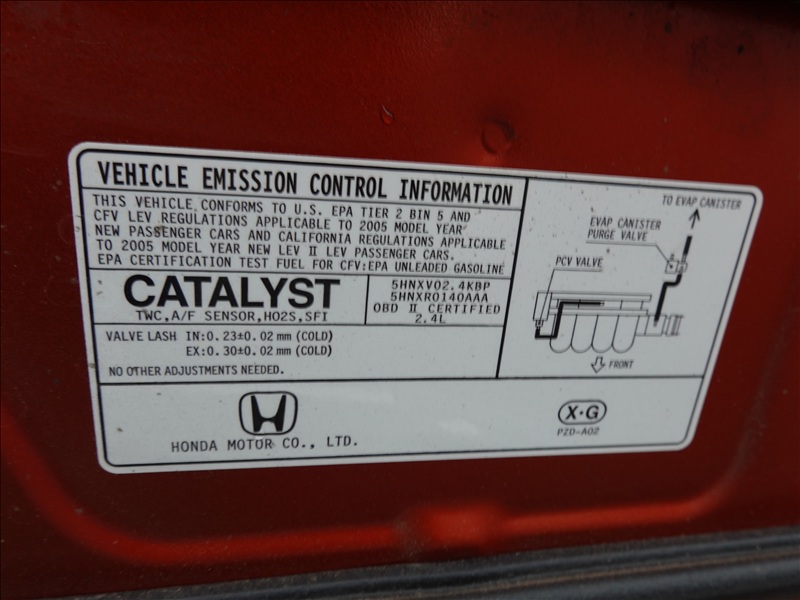 VEHICLE EMISSION CONTROL INFORMATION
THIS VEHICLE CONFORMS TO U.S. EPA TIER 2 BIN 5 AND
CFV LEV REGULATIONS APPLICABLE TO 2005 MODEL YEAR
NEW PASSENGER CARS AND CALIFORNIA REGULATIONS APPLICABLE
TO 2005 MODEL YEAR NEW LEV II LEV PASSENGER CARS.
EPA CERTIFICATION TEST FUEL FOR CFV:EPA UNLEADED GASOLINE
CATALYST
TWC,A/F SENSOR,HO2S,SFI
5HNXV02.4KBP
5HNXR0140AAA
OBD II CERTIFIED
2.4L
VALVE LASH IN:0.23±0.02 mm (COLD)
EX:0.30±0.02 mm (COLD)
NO OTHER ADJUSTMENTS NEEDED.
TO EVAP CANISTER
EVAP CANISTER
PURGE VALVE
PCV VALVE
FRONT
HONDA MOTOR CO., LTD.
X·G
PZD-A02